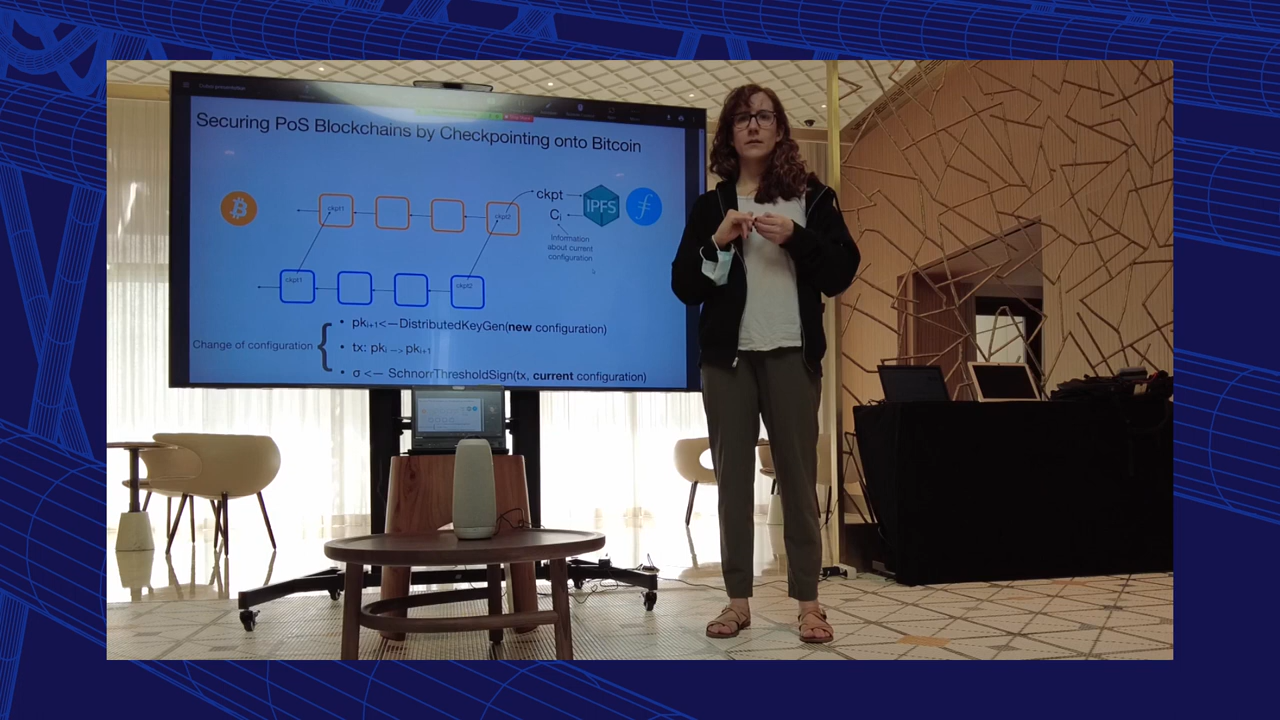 Securing PoS Blockchains by Checkpointing onto Bitcoin
ckpt1
ckpt2
ckpt
Cᵢ
IPFS
Information
about current
configuration
ckpt1
ckpt2
Change of configuration {
• pkᵢ₊₁<—DistributedKeyGen(new configuration)
• tx: pkᵢ —> pkᵢ₊₁
• σ <— SchnorrThresholdSign(tx, current configuration)